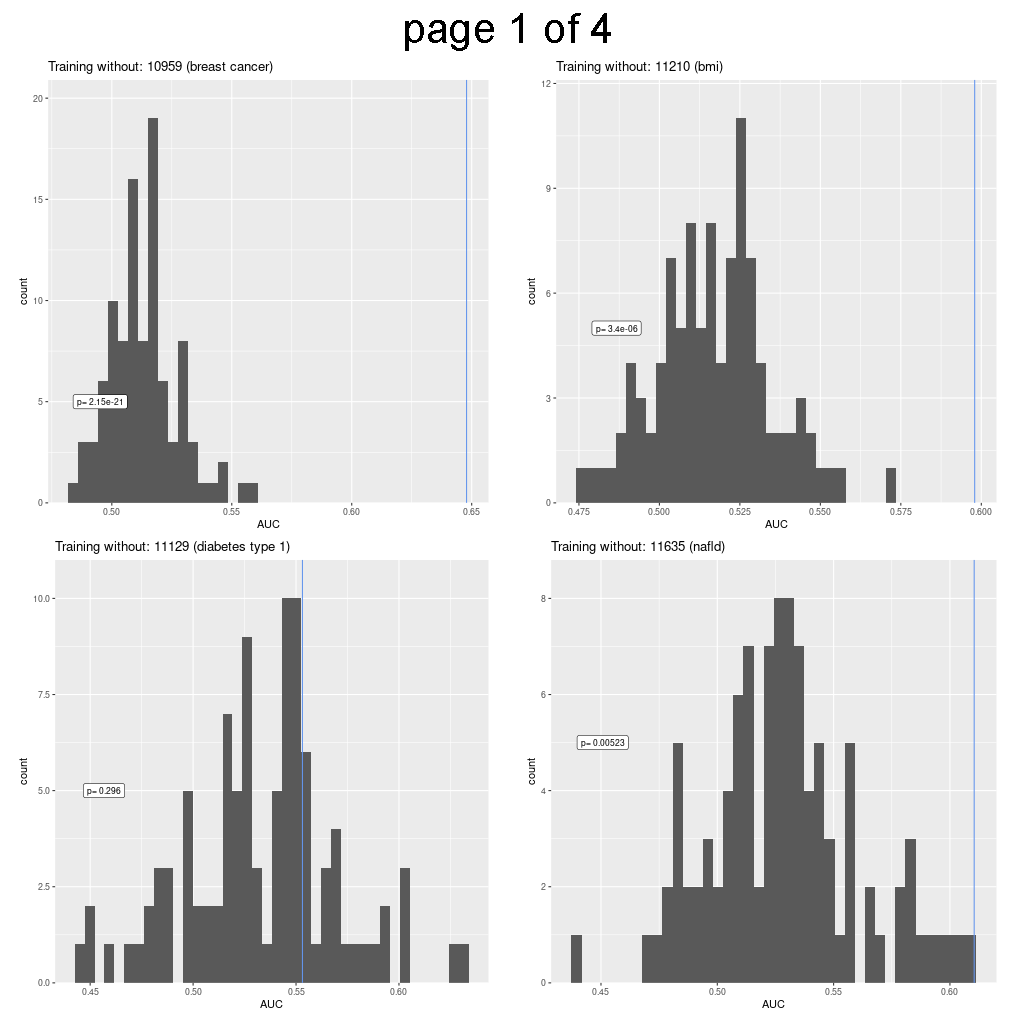 page 1 of 4
Training without: 10959 (breast cancer)
20
15
10
5
0
count
p= 2.15e-21
0.50 0.55 0.60 0.65
AUC
Training without: 11210 (bmi)
12
9
6
3
0
count
p= 3.4e-06
0.475 0.500 0.525 0.550 0.575 0.600
AUC
Training without: 11129 (diabetes type 1)
10.0
7.5
5.0
2.5
0.0
count
p= 0.296
0.45 0.50 0.55 0.60
AUC
Training without: 11635 (nafld)
8
6
4
2
0
count
p= 0.00523
0.45 0.50 0.55 0.60
AUC